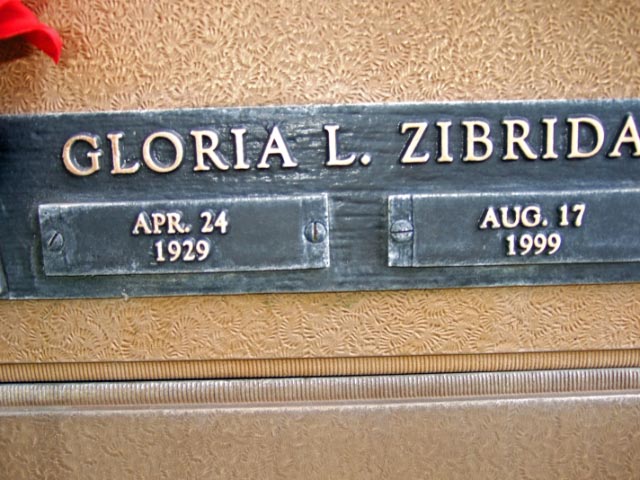 GLORIA L. ZIBRIDA
APR. 24
1929
AUG. 17
1999